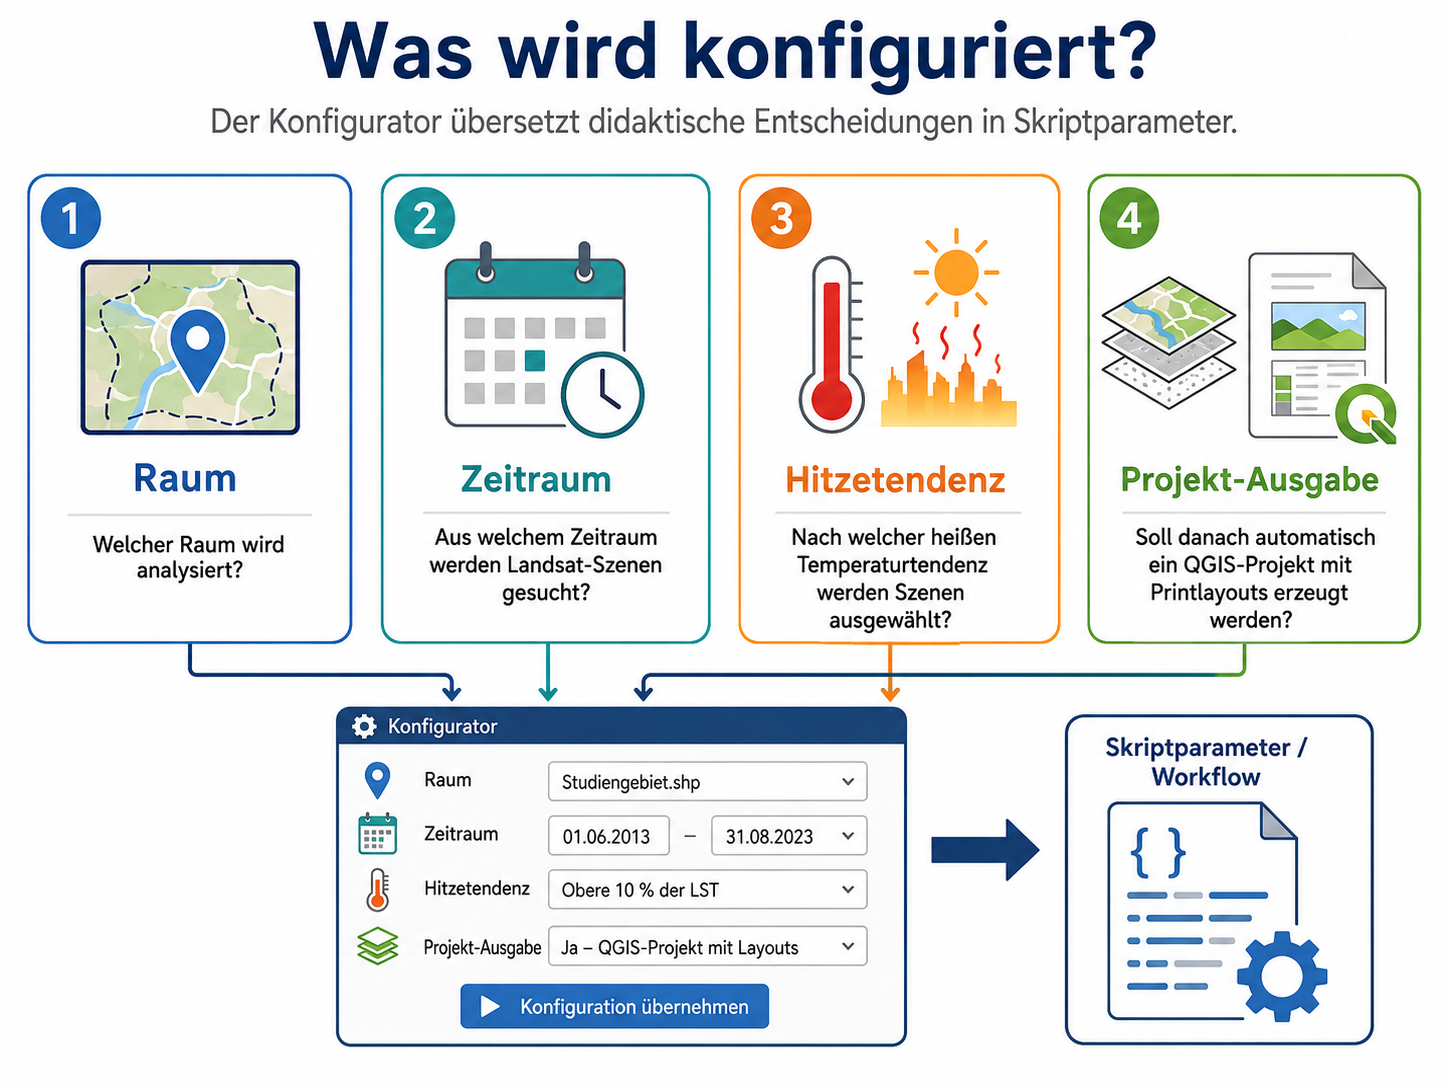 Was wird konfiguriert?
Der Konfigurator übersetzt didaktische Entscheidungen in Skriptparameter.
1
Raum
Welcher Raum wird
analysiert?
2
Zeitraum
Aus welchem Zeitraum
werden Landsat-Szenen
gesucht?
3
Hitzetendenz
Nach welcher heißen
Temperaturtendenz
werden Szenen
ausgewählt?
4
Projekt-Ausgabe
Soll danach automatisch
ein QGIS-Projekt mit
Printlayouts erzeugt
werden?
Konfigurator
Raum Studiengebiet.shp
Zeitraum 01.06.2013 – 31.08.2023
Hitzetendenz Obere 10 % der LST
Projekt-Ausgabe Ja – QGIS-Projekt mit Layouts
Konfiguration übernehmen
Skriptparameter /
Workflow
{ }